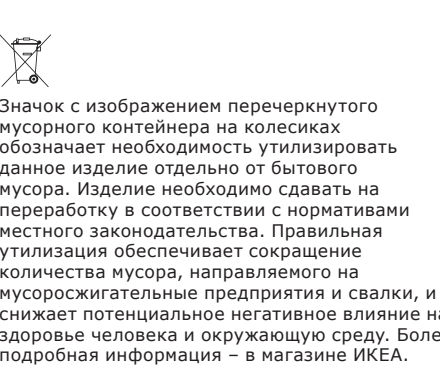 Значок с изображением перечеркнутого
мусорного контейнера на колесиках
обозначает необходимость утилизировать
данное изделие отдельно от бытового
мусора. Изделие необходимо сдавать на
переработку в соответствии с нормативами
местного законодательства. Правильная
утилизация обеспечивает сокращение
количества мусора, направляемого на
мусоросжигательные предприятия и свалки, и
снижает потенциальное негативное влияние на
здоровье человека и окружающую среду. Боле
подробная информация – в магазине ИКЕА.